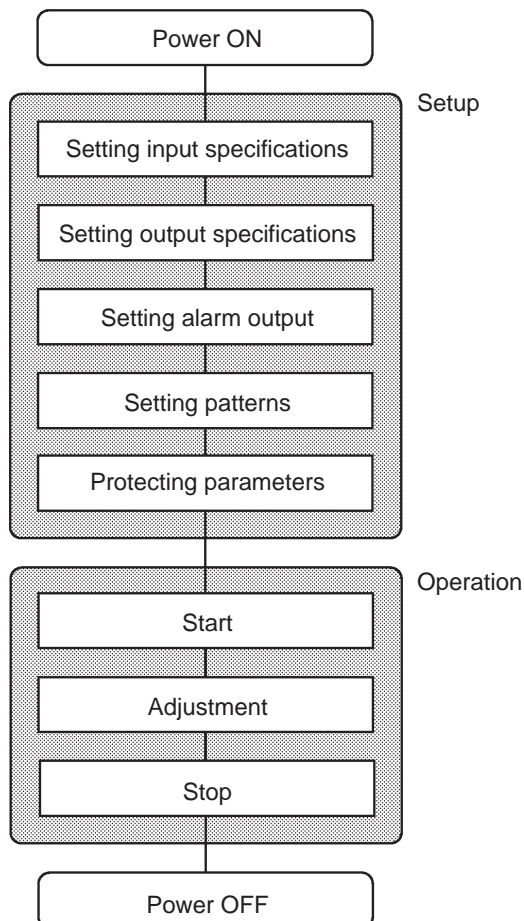 Power ON
Setup
Setting input specifications
Setting output specifications
Setting alarm output
Setting patterns
Protecting parameters
Operation
Start
Adjustment
Stop
Power OFF